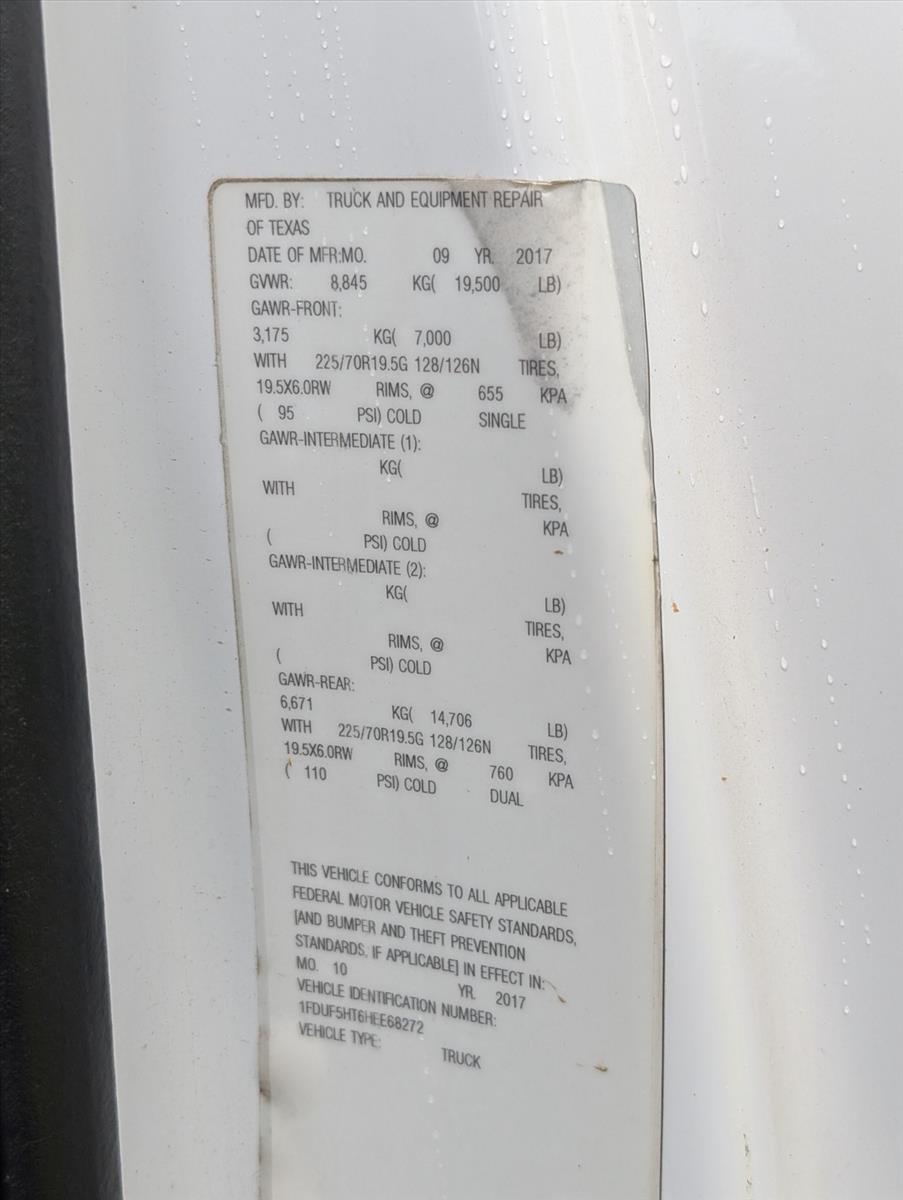 MFD. BY: TRUCK AND EQUIPMENT REPAIR
OF TEXAS
DATE OF MFR:MO. 09 YR. 2017
GVWR: 8,845 KG( 19,500 LB)
GAWR-FRONT:
3,175 KG( 7,000 LB)
WITH 225/70R19.5G 128/126N TIRES,
19.5X6.0RW RIMS, @ 655 KPA
( 95 PSI) COLD SINGLE
GAWR-INTERMEDIATE (1):
KG( LB)
WITH TIRES,
RIMS, @ KPA
( PSI) COLD
GAWR-INTERMEDIATE (2):
KG( LB)
WITH TIRES,
RIMS, @ KPA
( PSI) COLD
GAWR-REAR:
6,671 KG( 14,706 LB)
WITH 225/70R19.5G 128/126N TIRES,
19.5X6.0RW RIMS, @ 760 KPA
( 110 PSI) COLD DUAL
THIS VEHICLE CONFORMS TO ALL APPLICABLE
FEDERAL MOTOR VEHICLE SAFETY STANDARDS,
[AND BUMPER AND THEFT PREVENTION
STANDARDS, IF APPLICABLE] IN EFFECT IN:
MO. 10 YR. 2017
VEHICLE IDENTIFICATION NUMBER:
1FDUF5HT6HEE68272
VEHICLE TYPE: TRUCK